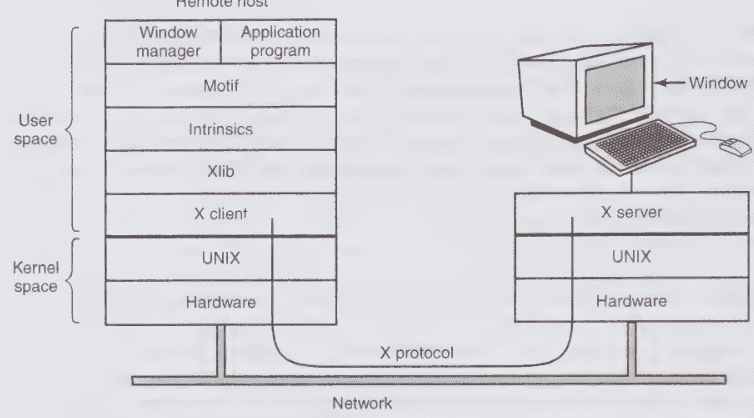 Remote host
Window
manager
Application
program
Motif
Intrinsics
Xlib
X client
UNIX
Hardware
User
space
Kernel
space
Window
X server
UNIX
Hardware
X protocol
Network